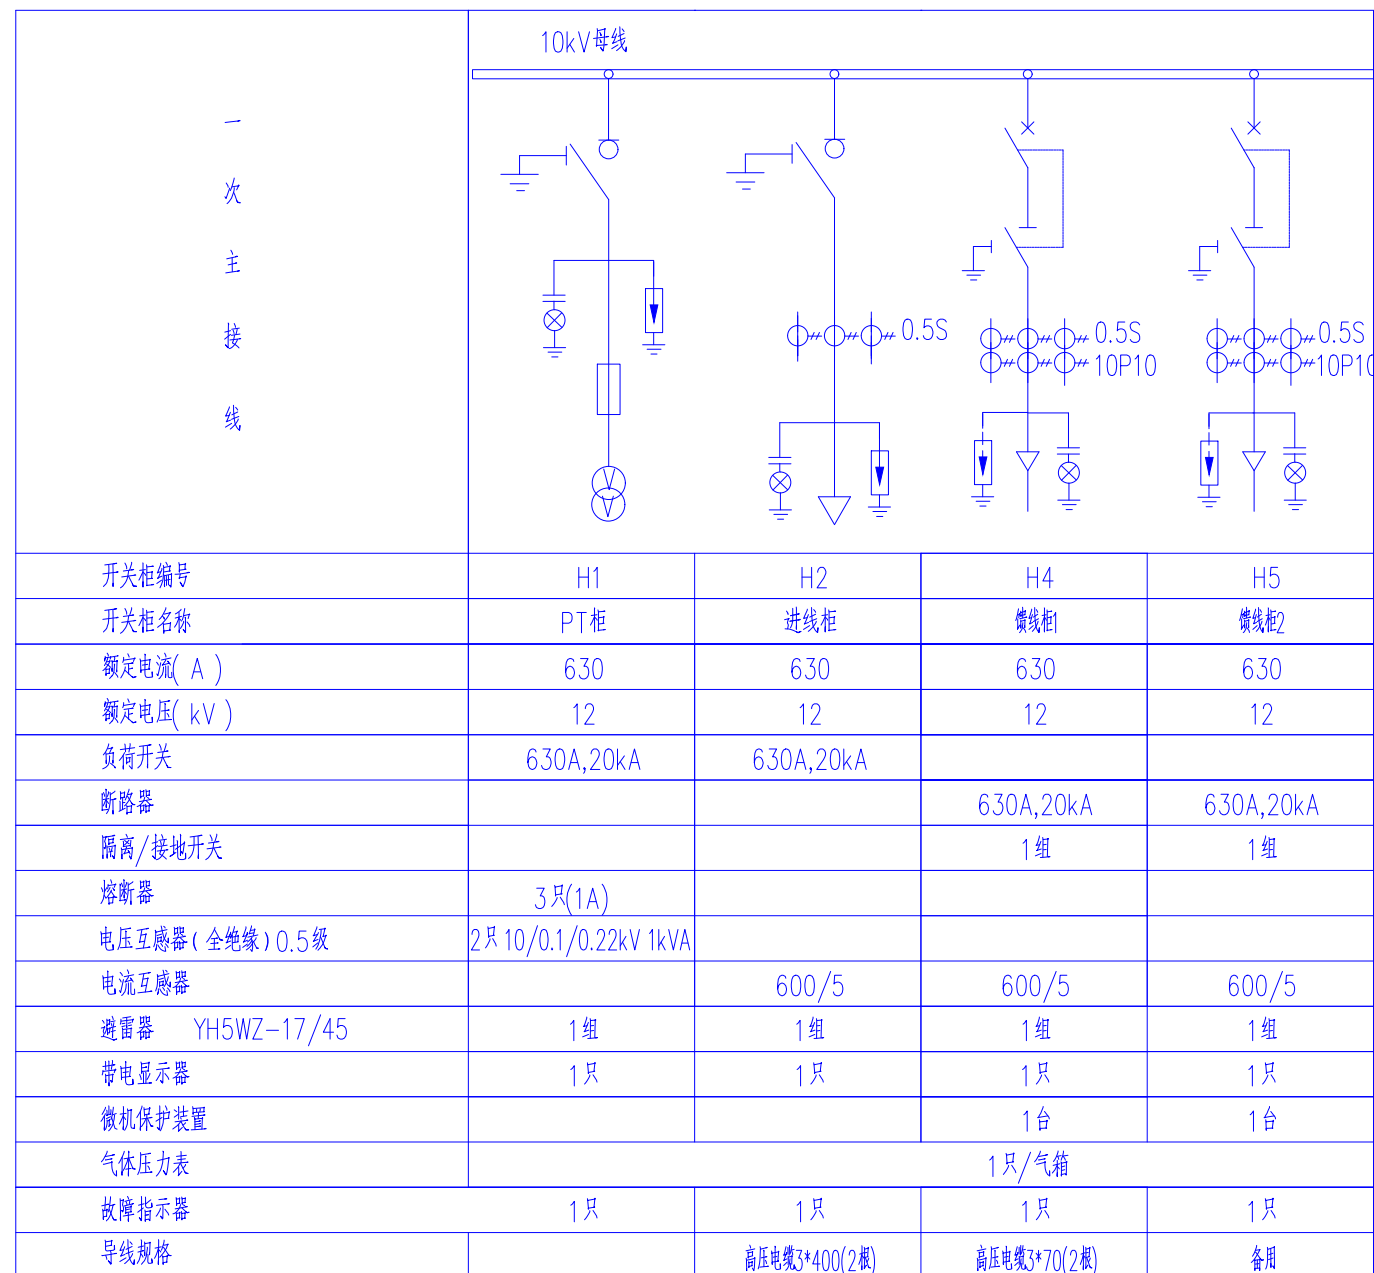 10kV母线
一
次
主
接
线
0.5S
0.5S
10P10
0.5S
10P10
V
V
开关柜编号 H1 H2 H4 H5
开关柜名称 PT柜 进线柜 馈线柜1 馈线柜2
额定电流( A ) 630 630 630 630
额定电压( kV ) 12 12 12 12
负荷开关 630A,20kA 630A,20kA
断路器 630A,20kA 630A,20kA
隔离/接地开关 1组 1组
熔断器 3只(1A)
电压互感器(全绝缘)0.5级 2只10/0.1/0.22kV 1kVA
电流互感器 600/5 600/5 600/5
避雷器 YH5WZ-17/45 1组 1组 1组 1组
带电显示器 1只 1只 1只 1只
微机保护装置 1台 1台
气体压力表 1只/气箱
故障指示器 1只 1只 1只 1只
导线规格 高压电缆3*400(2根) 高压电缆3*70(2根) 备用